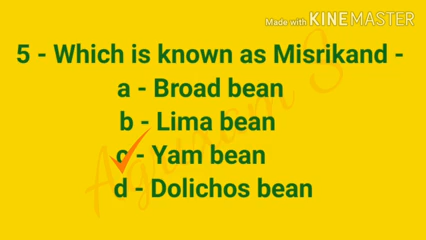 Made with KINEMASTER
5 - Which is known as Misrikand -
a - Broad bean
b - Lima bean
c - Yam bean
d - Dolichos bean